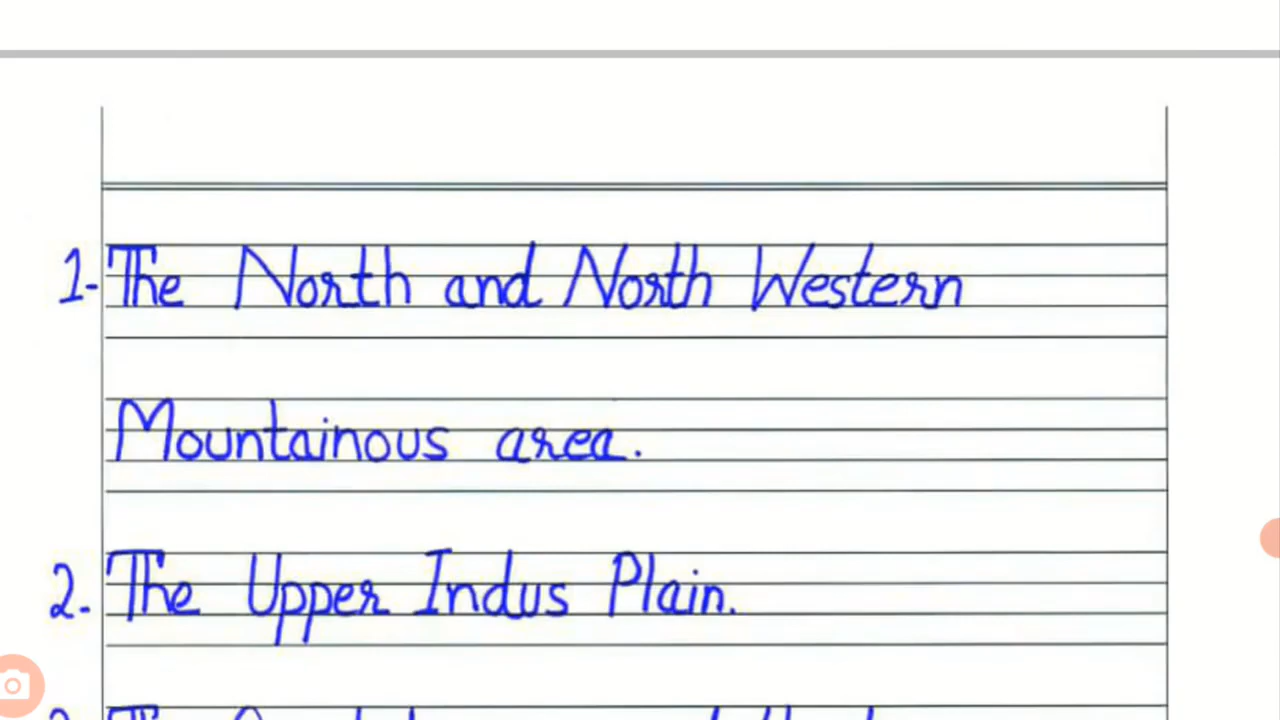 1- The North and North Western
Mountainous area.
2- The Upper Indus Plain.